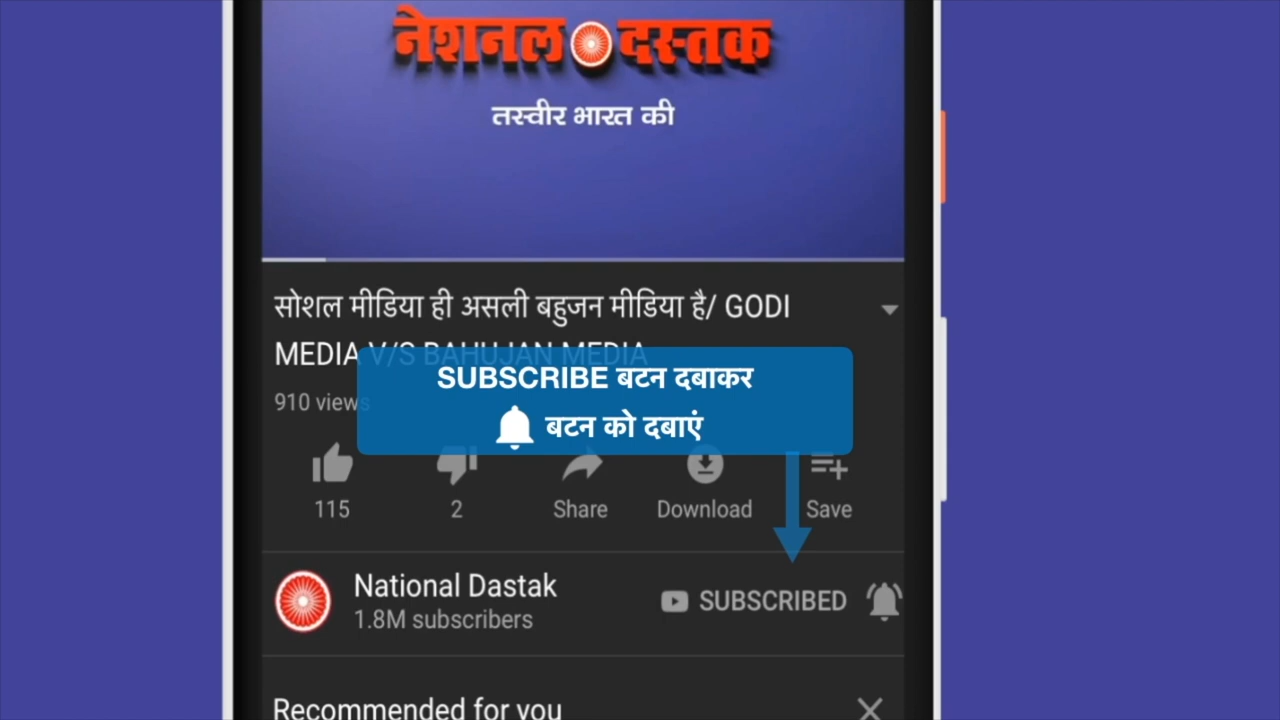 नेशनल दस्तक
तस्वीर भारत की
सोशल मीडिया ही असली बहुजन मीडिया है/ GODI
MEDIA V/S BAHUJAN MEDIA
910 views
SUBSCRIBE बटन दबाकर
बटन को दबाएं
115
2
Share
Download
Save
National Dastak
1.8M subscribers
SUBSCRIBED
Recommended for you